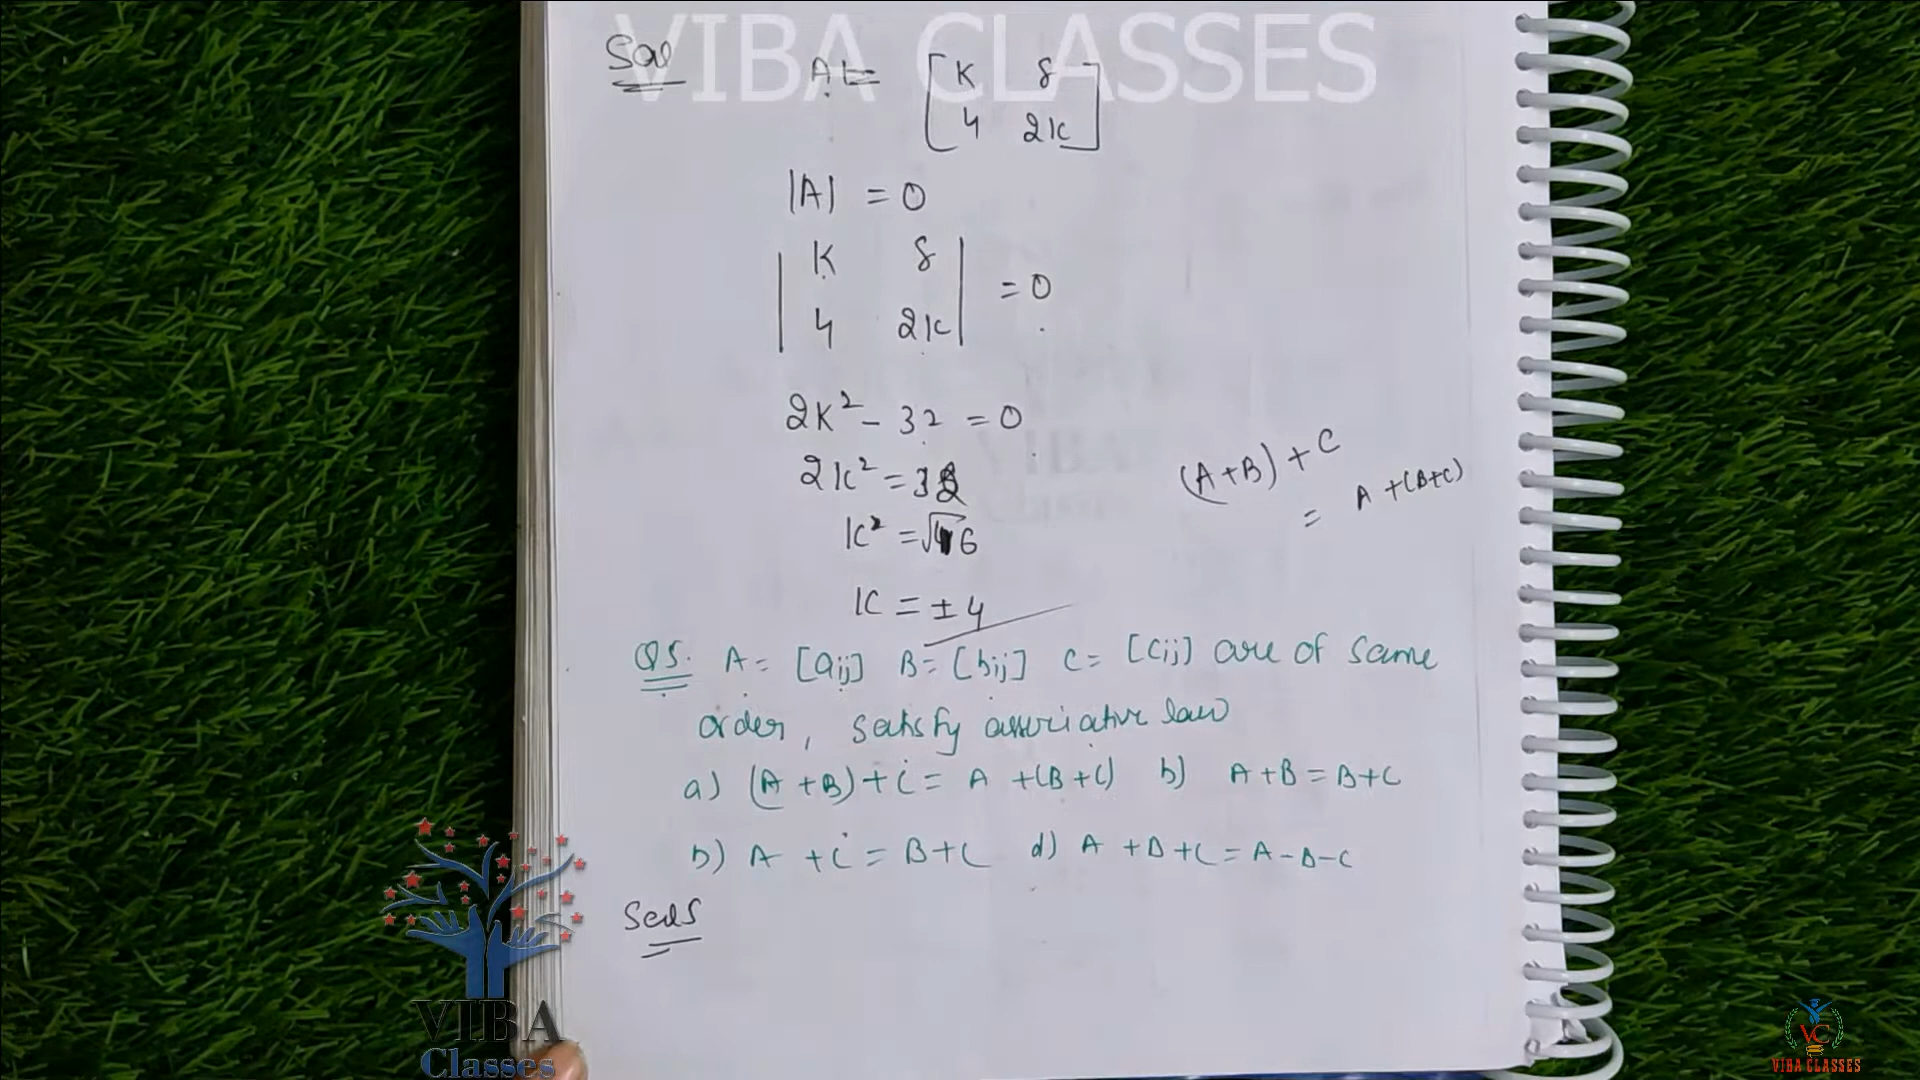 VIBA CLASSES
Sol A = [K 8
4 2K]
|A| = 0
|K 8
4 2K| = 0
2K² - 32 = 0
2K² = 32
K² = √16
K = ± 4
(A+B) + C
= A + (B+C)
Q5. A = [aij] B = [bij] C = [cij] are of same
order, satisfy associative law
a) (A + B) + C = A + (B + C) b) A + B = B + C
b) A + C = B + C d) A + B + C = A - B - C
VIBA
Classes
VC
VIBA CLASSES